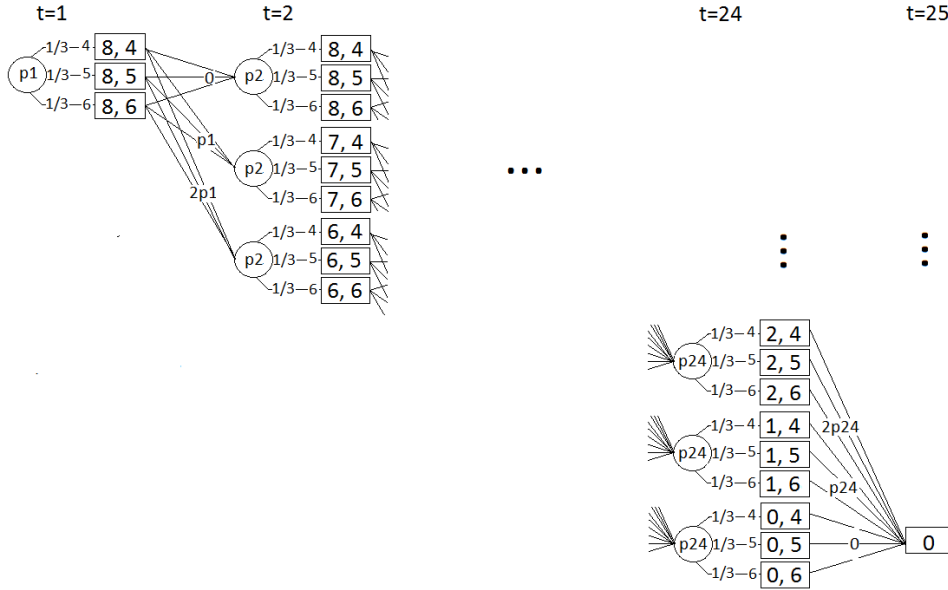 t=1 t=2 t=24 t=25
1/3-4 8, 4 1/3-4 8, 4
p1 1/3-5 8, 5 0 p2 1/3-5 8, 5
1/3-6 8, 6 1/3-6 8, 6
p1 1/3-4 7, 4
p2 1/3-5 7, 5
...
2p1 1/3-6 7, 6
1/3-4 6, 4
p2 1/3-5 6, 5
1/3-6 6, 6
1/3-4 2, 4
p24 1/3-5 2, 5
1/3-6 2, 6
1/3-4 1, 4 2p24
p24 1/3-5 1, 5
1/3-6 1, 6 p24
1/3-4 0, 4
p24 1/3-5 0, 5 0 0
1/3-6 0, 6